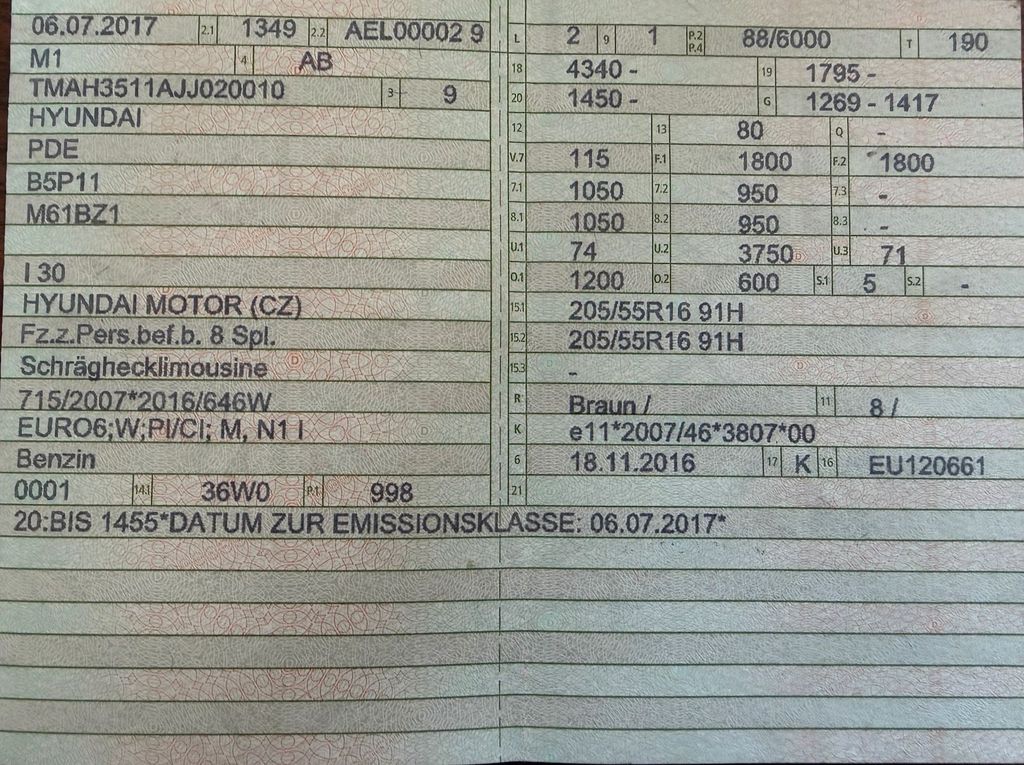 06.07.2017 2.1 1349 2.2 AEL00002 9
M1 4 AB
TMAH3511AJJ020010 3 9
HYUNDAI
PDE
B5P11
M61BZ1
I 30
HYUNDAI MOTOR (CZ)
Fz.z.Pers.bef.b. 8 Spl.
Schräghecklimousine
715/2007*2016/646W
EURO6;W;PI/CI; M, N1 I
Benzin
0001 14.1 36W0 P.1 998
L 2 9 1 P.2 P.4 88/6000 T 190
18 4340 - 19 1795 -
20 1450 - G 1269 - 1417
12 13 80 Q -
V.7 115 F.1 1800 F.2 1800
7.1 1050 7.2 950 7.3 -
8.1 1050 8.2 950 8.3 -
U.1 74 U.2 3750 U.3 71
O.1 1200 O.2 600 S.1 5 S.2 -
15.1 205/55R16 91H
15.2 205/55R16 91H
15.3 -
R Braun / 11 8 /
K e11*2007/46*3807*00
6 18.11.2016 17 K 16 EU120661
21
20:BIS 1455*DATUM ZUR EMISSIONSKLASSE: 06.07.2017*